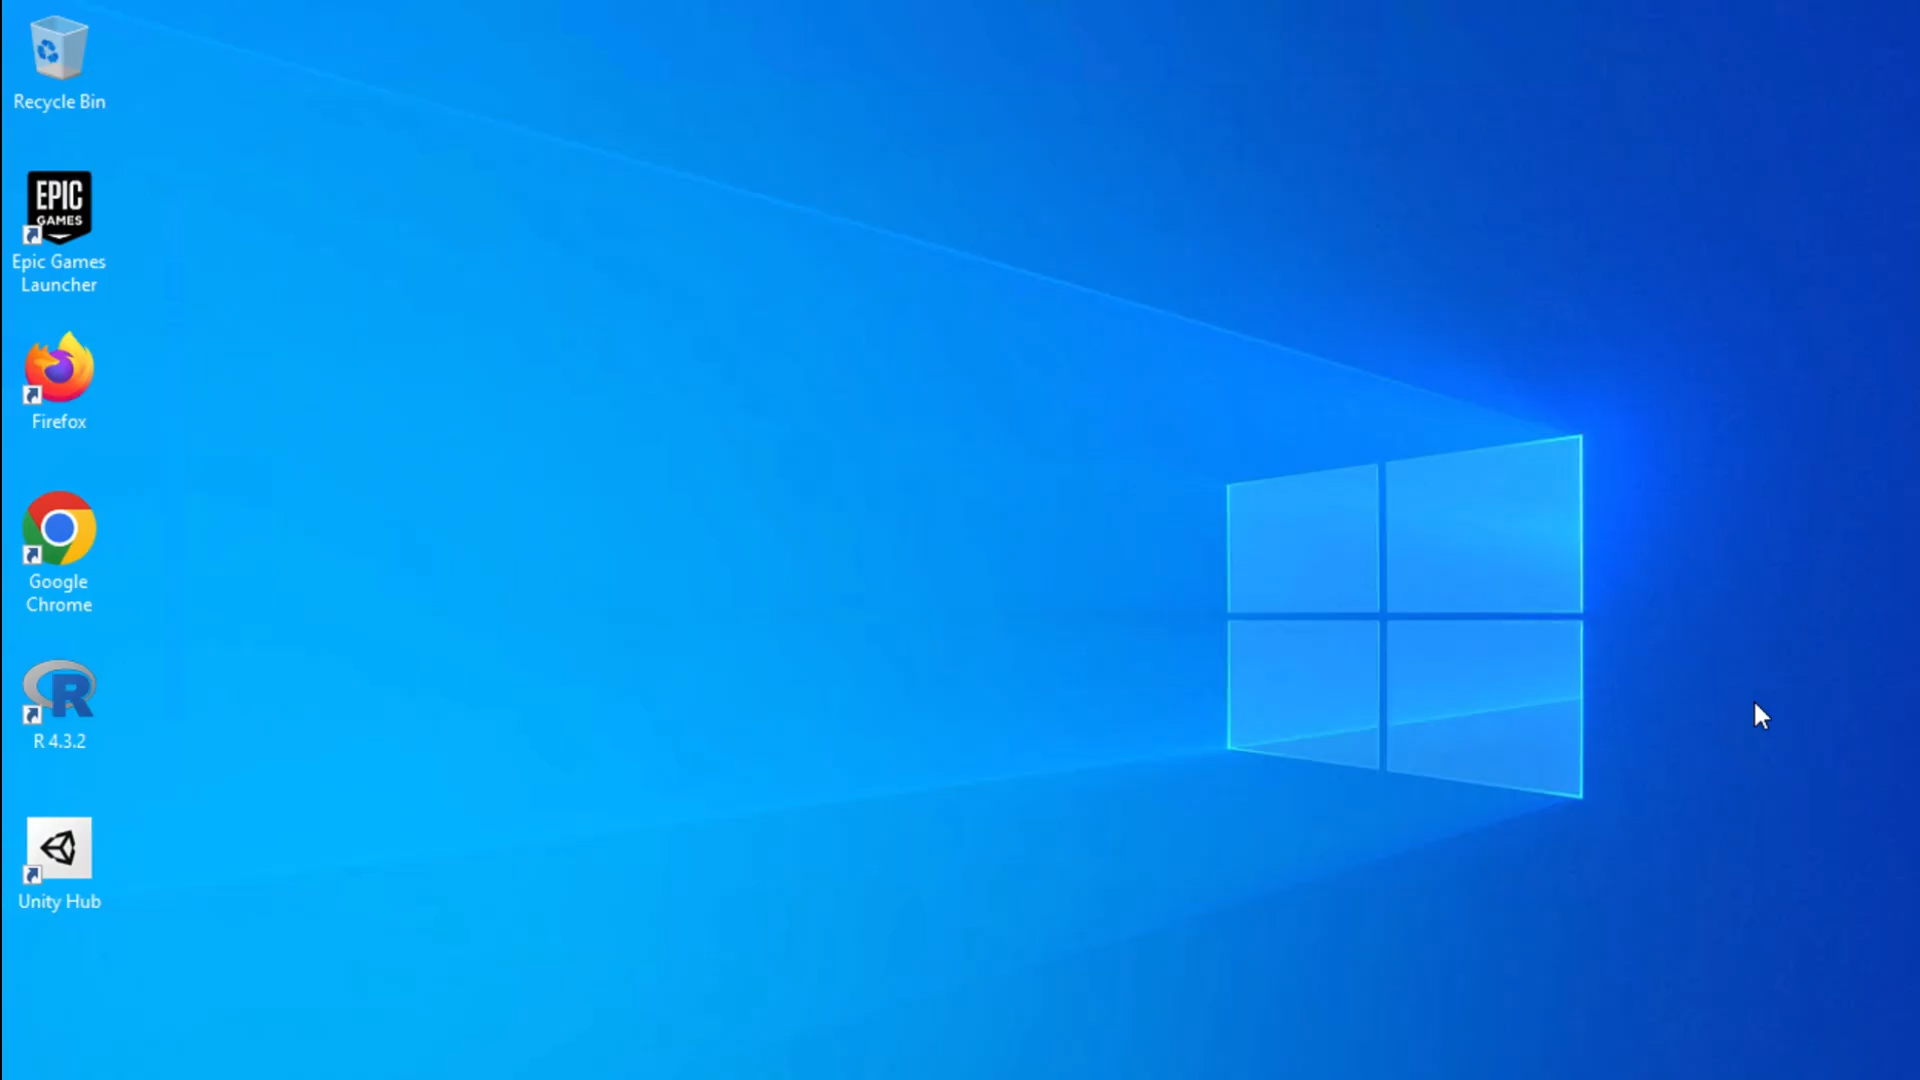 Recycle Bin
EPIC
GAMES
Epic Games
Launcher
Firefox
Google
Chrome
R
R 4.3.2
Unity Hub